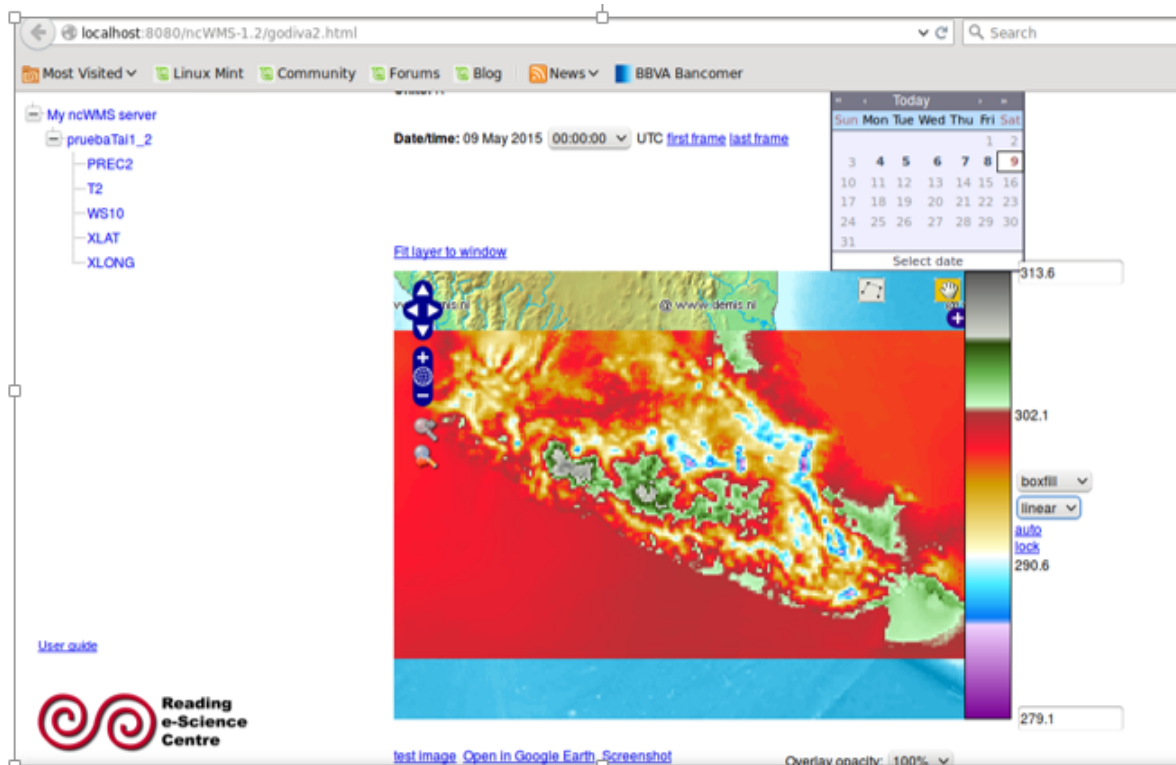 localhost:8080/ncWMS-1.2/godiva2.html
Search
Most Visited
Linux Mint
Community
Forums
Blog
News
BBVA Bancomer
My ncWMS server
pruebaTal1_2
PREC2
T2
WS10
XLAT
XLONG
Date/time: 09 May 2015 00:00:00 UTC first frame last frame
« ‹ Today › »
Sun Mon Tue Wed Thu Fri Sat
1 2
3 4 5 6 7 8 9
10 11 12 13 14 15 16
17 18 19 20 21 22 23
24 25 26 27 28 29 30
31
Select date
Fit layer to window
@ www.demis.nl
313.6
302.1
boxfill
linear
auto
lock
290.6
279.1
User guide
Reading
e-Science
Centre
test image Open in Google Earth Screenshot
Overlay opacity: 100%